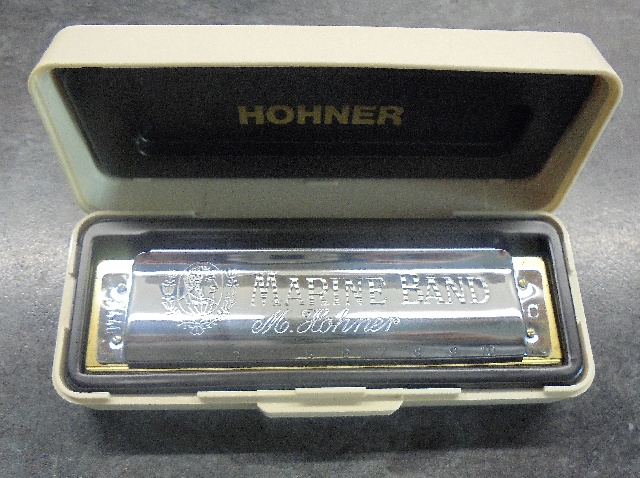 HOHNER
MARINE BAND
M. Hohner
C